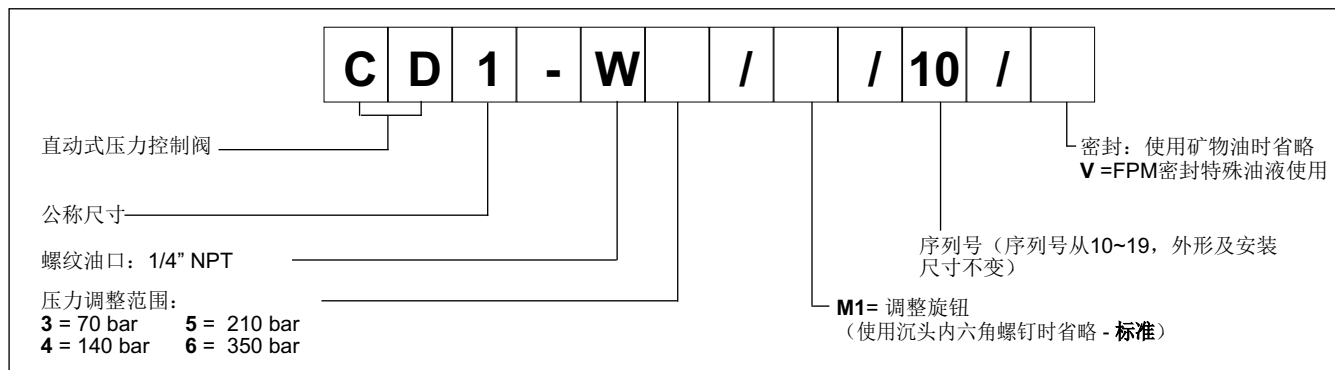 C D 1 - W / / 10 /
直动式压力控制阀
密封：使用矿物油时省略
V =FPM密封特殊油液使用
公称尺寸
序列号（序列号从10~19，外形及安装
尺寸不变）
螺纹油口：1/4” NPT
压力调整范围：
3 = 70 bar 5 = 210 bar
4 = 140 bar 6 = 350 bar
M1= 调整旋钮
（使用沉头内六角螺钉时省略 - 标准）